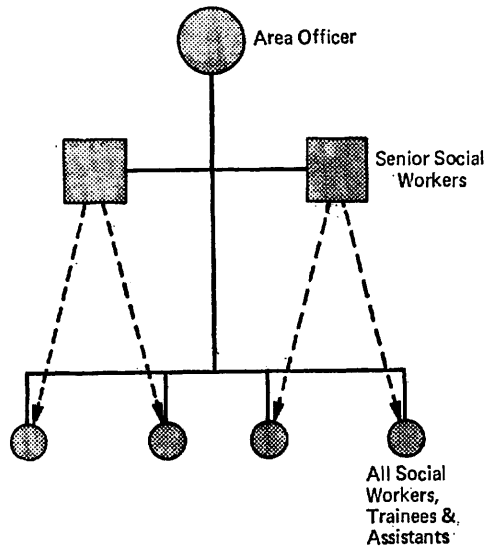 Area Officer
Senior Social
Workers
All Social
Workers,
Trainees &
Assistants